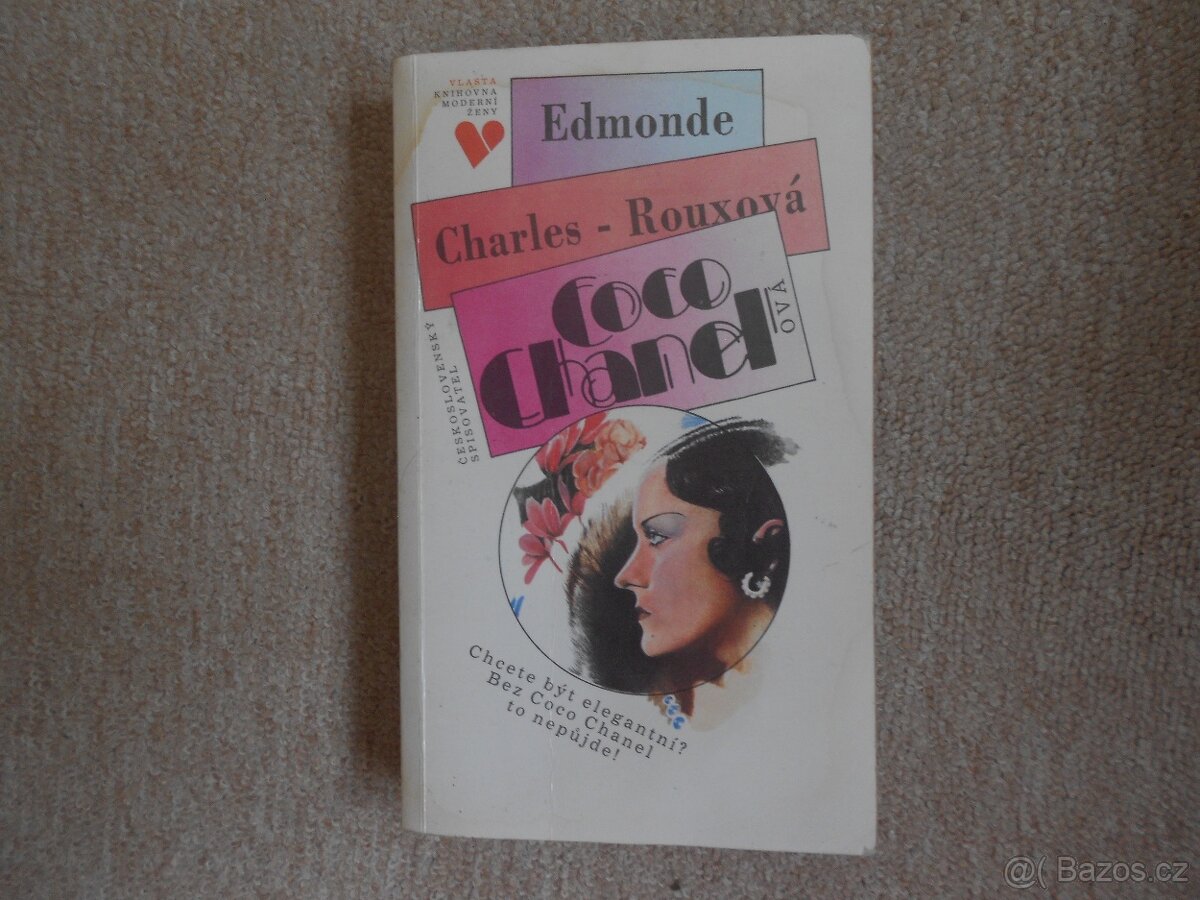 VLASTA
KNIHOVNA
MODERNÍ
ŽENY
Edmonde
Charles - Rouxová
Coco
Chanel
OVÁ
ČESKOSLOVENSKÝ
SPISOVATEL
Chcete být elegantní?
Bez Coco Chanel
to nepůjde!
@( Bazos.cz